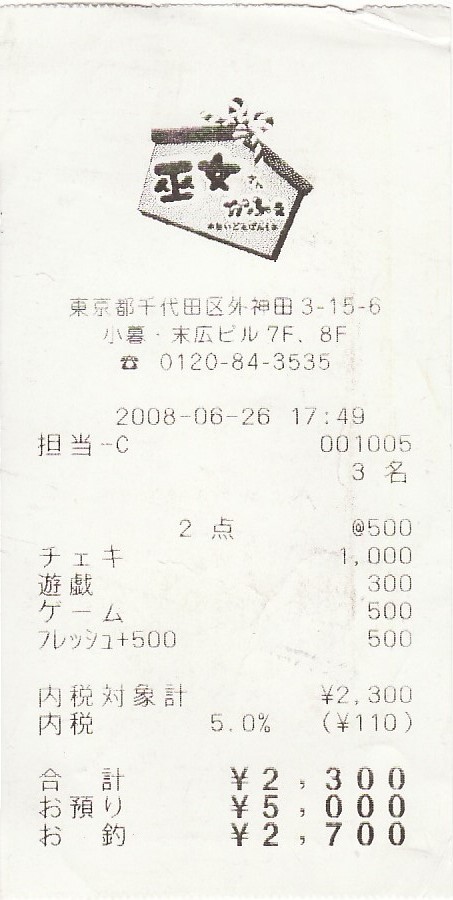 巫女さん
かふぇ
東京都千代田区外神田3-15-6
小暮・末広ビル7F、8F
☎ 0120-84-3535
2008-06-26 17:49
担当-C 001005
3 名
2 点 @500
チェキ 1,000
遊戯 300
ゲーム 500
フレッシュ+500 500
内税対象計 ¥2,300
内税 5.0% (¥110)
合 計 ¥2,300
お預り ¥5,000
お 釣 ¥2,700